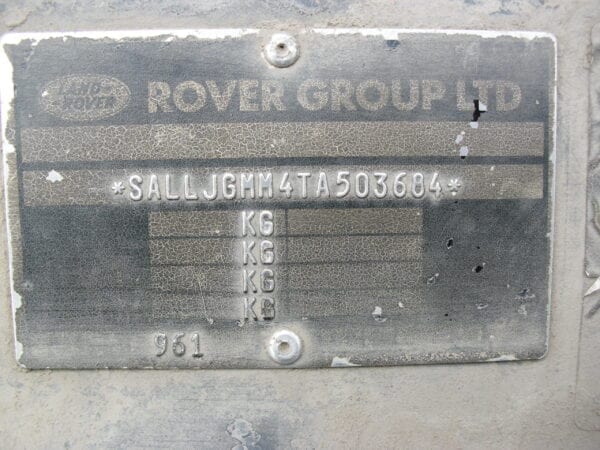 LAND
ROVER
ROVER GROUP LTD
*SALLJGMM4TA503684*
KG
KG
KG
KG
961